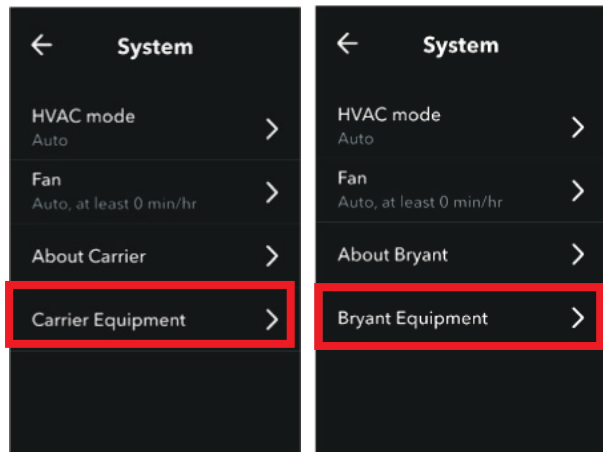 System
HVAC mode
Auto
Fan
Auto, at least 0 min/hr
About Carrier
Carrier Equipment
System
HVAC mode
Auto
Fan
Auto, at least 0 min/hr
About Bryant
Bryant Equipment